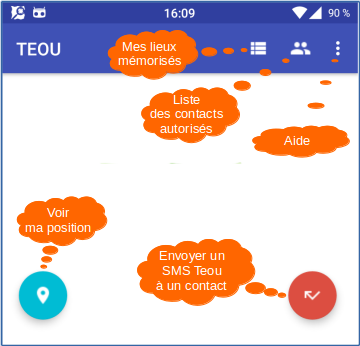 16:09
90 %
TEOU
Mes lieux
mémorisés
Liste
des contacts
autorisés
Aide
Voir
ma position
Envoyer un
SMS Teou
à un contact